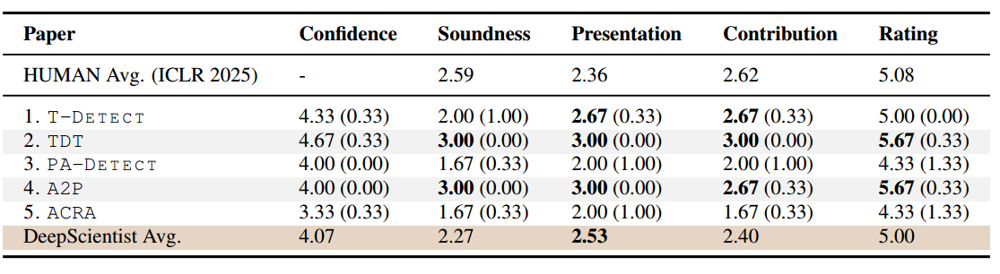 Paper Confidence Soundness Presentation Contribution Rating
HUMAN Avg. (ICLR 2025) - 2.59 2.36 2.62 5.08
1. T-DETECT 4.33 (0.33) 2.00 (1.00) 2.67 (0.33) 2.67 (0.33) 5.00 (0.00)
2. TDT 4.67 (0.33) 3.00 (0.00) 3.00 (0.00) 3.00 (0.00) 5.67 (0.33)
3. PA-DETECT 4.00 (0.00) 1.67 (0.33) 2.00 (1.00) 2.00 (1.00) 4.33 (1.33)
4. A2P 4.00 (0.00) 3.00 (0.00) 3.00 (0.00) 2.67 (0.33) 5.67 (0.33)
5. ACRA 3.33 (0.33) 1.67 (0.33) 2.00 (1.00) 1.67 (0.33) 4.33 (1.33)
DeepScientist Avg. 4.07 2.27 2.53 2.40 5.00